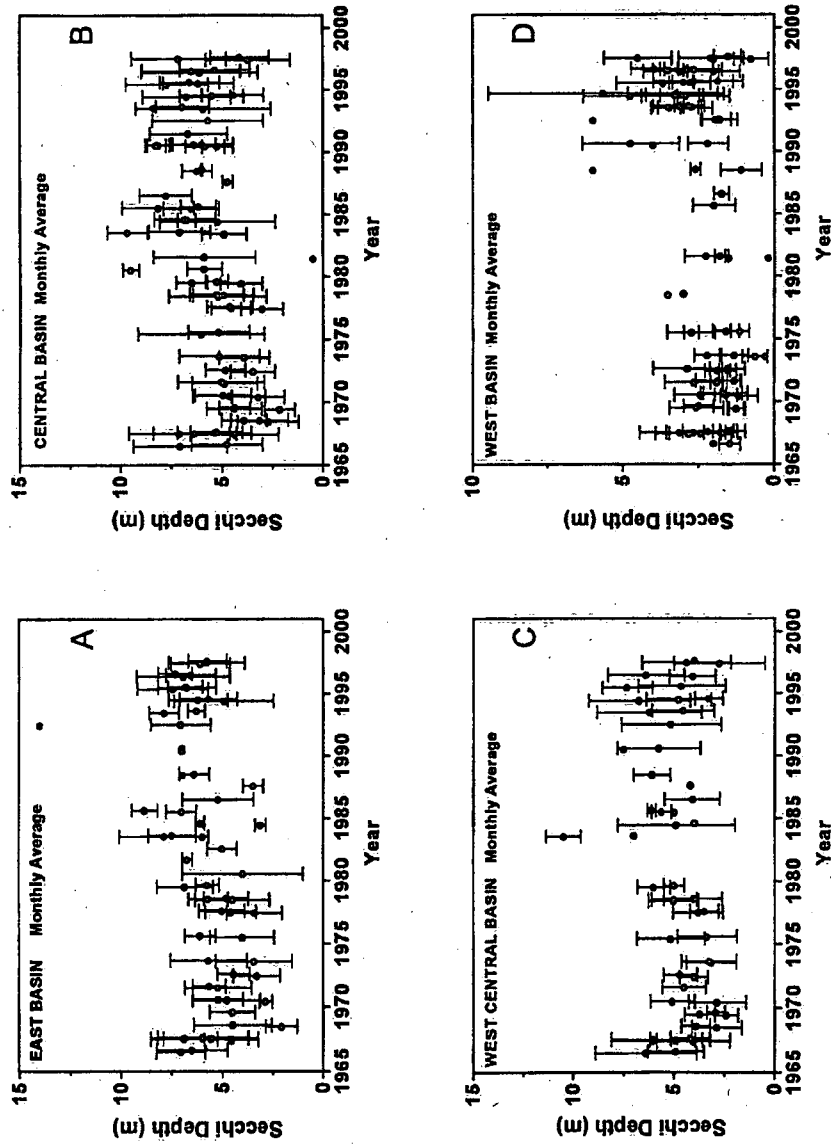 EAST BASIN Monthly Average
A
15
10
5
0
Secchi Depth (m)
1965 1970 1975 1980 1985 1990 1995 2000
Year
CENTRAL BASIN Monthly Average
B
15
10
5
0
Secchi Depth (m)
1965 1970 1975 1980 1985 1990 1995 2000
Year
WEST CENTRAL BASIN Monthly Average
C
15
10
5
0
Secchi Depth (m)
1965 1970 1975 1980 1985 1990 1995 2000
Year
WEST BASIN Monthly Average
D
10
5
0
Secchi Depth (m)
1965 1970 1975 1980 1985 1990 1995 2000
Year